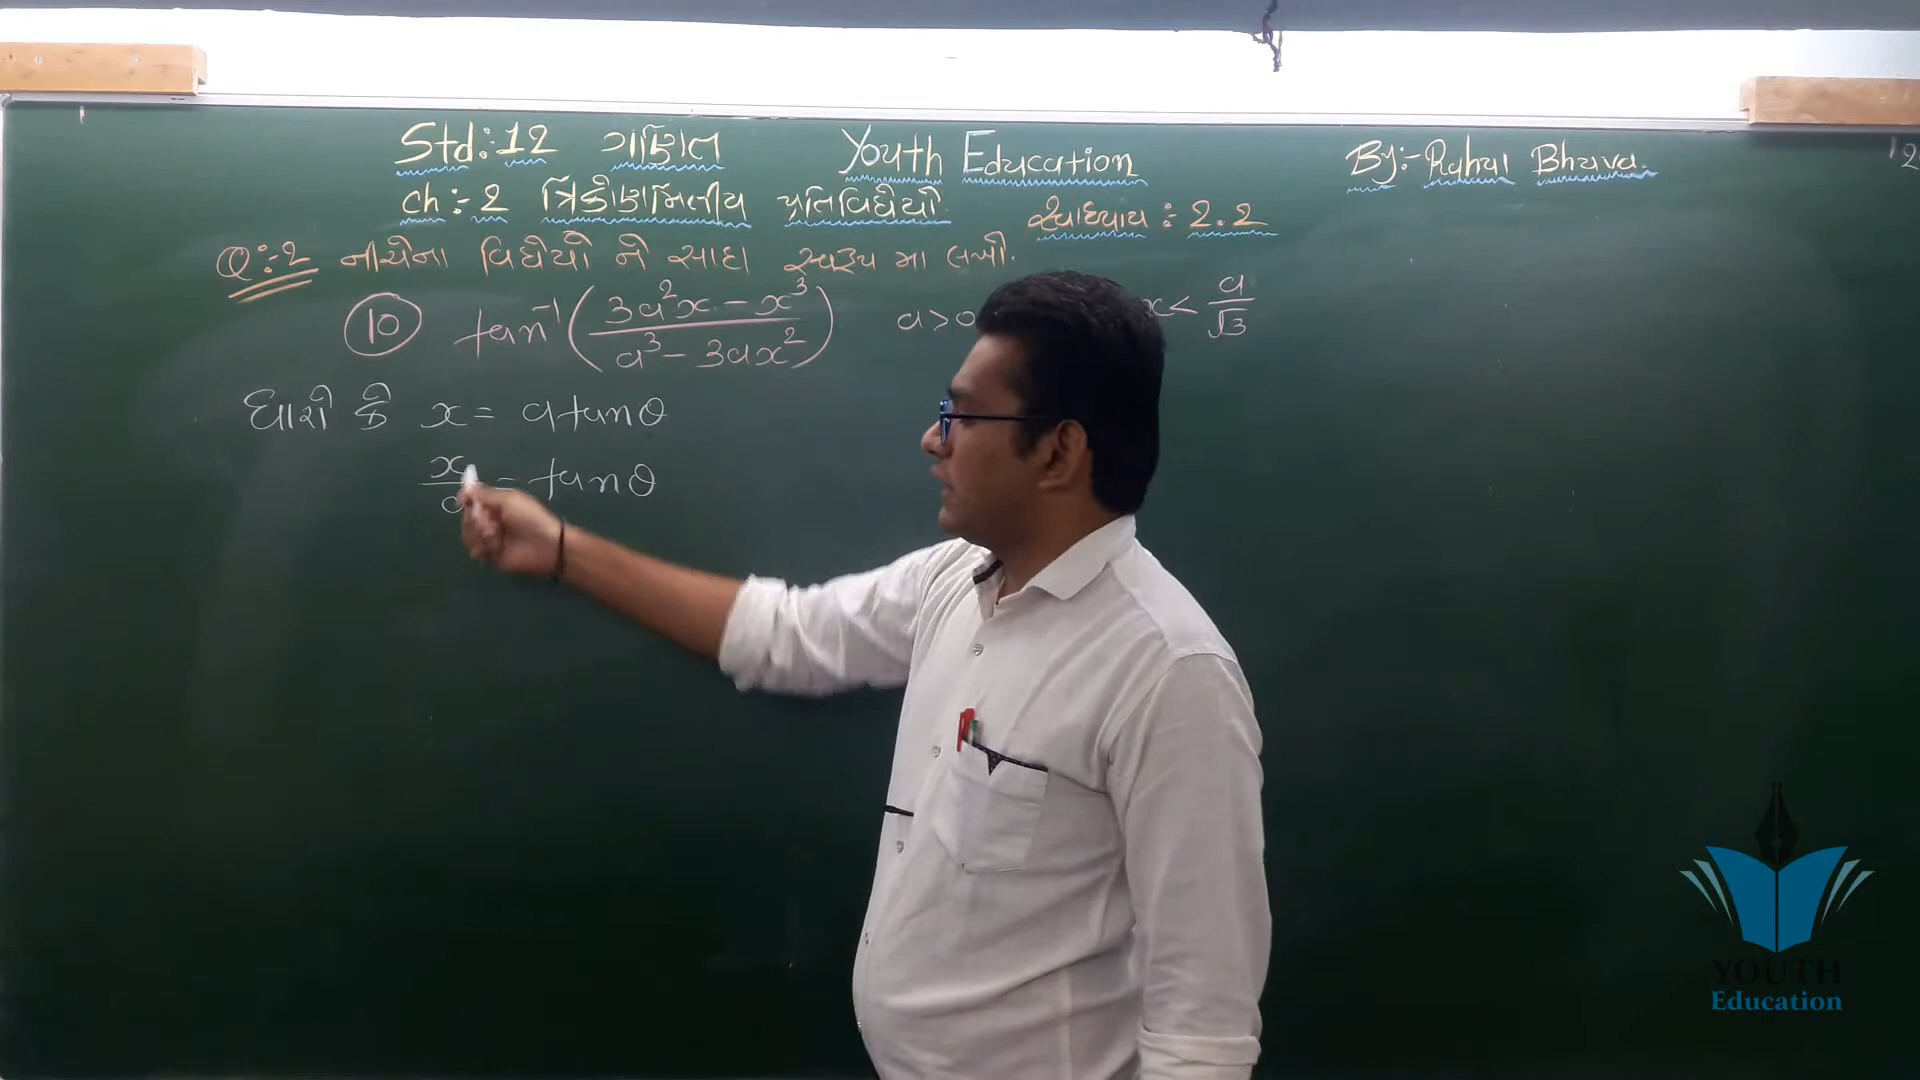 Std:-12 ગણિત Youth Education By:- Rahul Bhuva.
ch:-2 ત્રિકોણમિતીય પ્રતિવિધેયો સ્વાધ્યાય : 2.2
Q:-2 નીચેના વિધેયો ને સાદા સ્વરૂપ મા લખો.
10 tan⁻¹((3a²x - x³)/(a³ - 3ax²)) a>0 x < a/√3
ધારો કે x = a tanθ
x/a = tanθ
YOUTH
Education